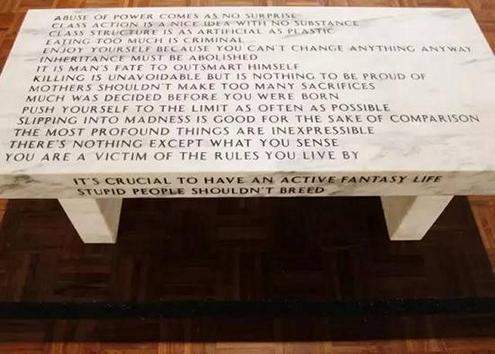 ABUSE OF POWER COMES AS NO SURPRISE
CLASS ACTION IS A NICE IDEA WITH NO SUBSTANCE
CLASS STRUCTURE IS AS ARTIFICIAL AS PLASTIC
EATING TOO MUCH IS CRIMINAL
ENJOY YOURSELF BECAUSE YOU CAN'T CHANGE ANYTHING ANYWAY
INHERITANCE MUST BE ABOLISHED
IT IS MAN'S FATE TO OUTSMART HIMSELF
KILLING IS UNAVOIDABLE BUT IS NOTHING TO BE PROUD OF
MOTHERS SHOULDN'T MAKE TOO MANY SACRIFICES
MUCH WAS DECIDED BEFORE YOU WERE BORN
PUSH YOURSELF TO THE LIMIT AS OFTEN AS POSSIBLE
SLIPPING INTO MADNESS IS GOOD FOR THE SAKE OF COMPARISON
THE MOST PROFOUND THINGS ARE INEXPRESSIBLE
THERE'S NOTHING EXCEPT WHAT YOU SENSE
YOU ARE A VICTIM OF THE RULES YOU LIVE BY
IT'S CRUCIAL TO HAVE AN ACTIVE FANTASY LIFE
STUPID PEOPLE SHOULDN'T BREED